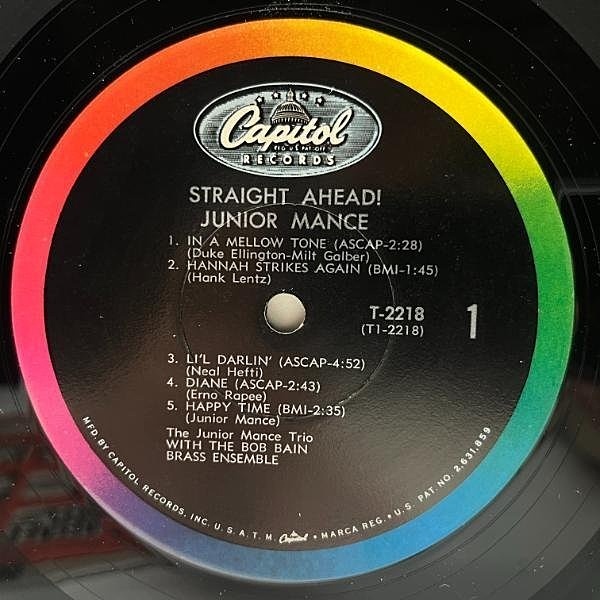 Capitol
REG. U.S. PAT. OFF.
RECORDS
STRAIGHT AHEAD!
JUNIOR MANCE
1. IN A MELLOW TONE (ASCAP-2:28)
(Duke Ellington-Milt Galber)
2. HANNAH STRIKES AGAIN (BMI-1:45)
(Hank Lentz)
T-2218
(T1-2218)
1
3. LI'L DARLIN' (ASCAP-4:52)
(Neal Hefti)
4. DIANE (ASCAP-2:43)
(Erno Rapee)
5. HAPPY TIME (BMI-2:35)
(Junior Mance)
The Junior Mance Trio
WITH THE BOB BAIN
BRASS ENSEMBLE
MFD. BY CAPITOL RECORDS, INC. U.S.A. T.M. Capitol • MARCA REG. • U.S. PAT. NO. 2,631,859